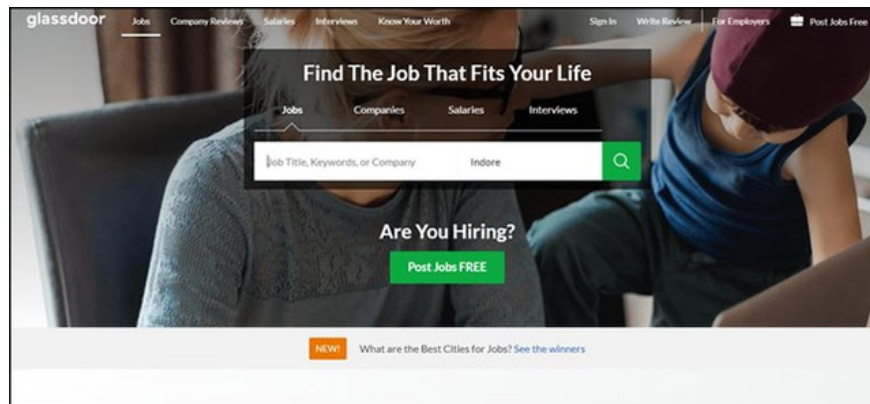 glassdoor Jobs Company Reviews Salaries Interviews Know Your Worth Sign In Write Review For Employers Post Jobs Free
Find The Job That Fits Your Life
Jobs Companies Salaries Interviews
Job Title, Keywords, or Company Indore
Are You Hiring?
Post Jobs FREE
NEW! What are the Best Cities for Jobs? See the winners